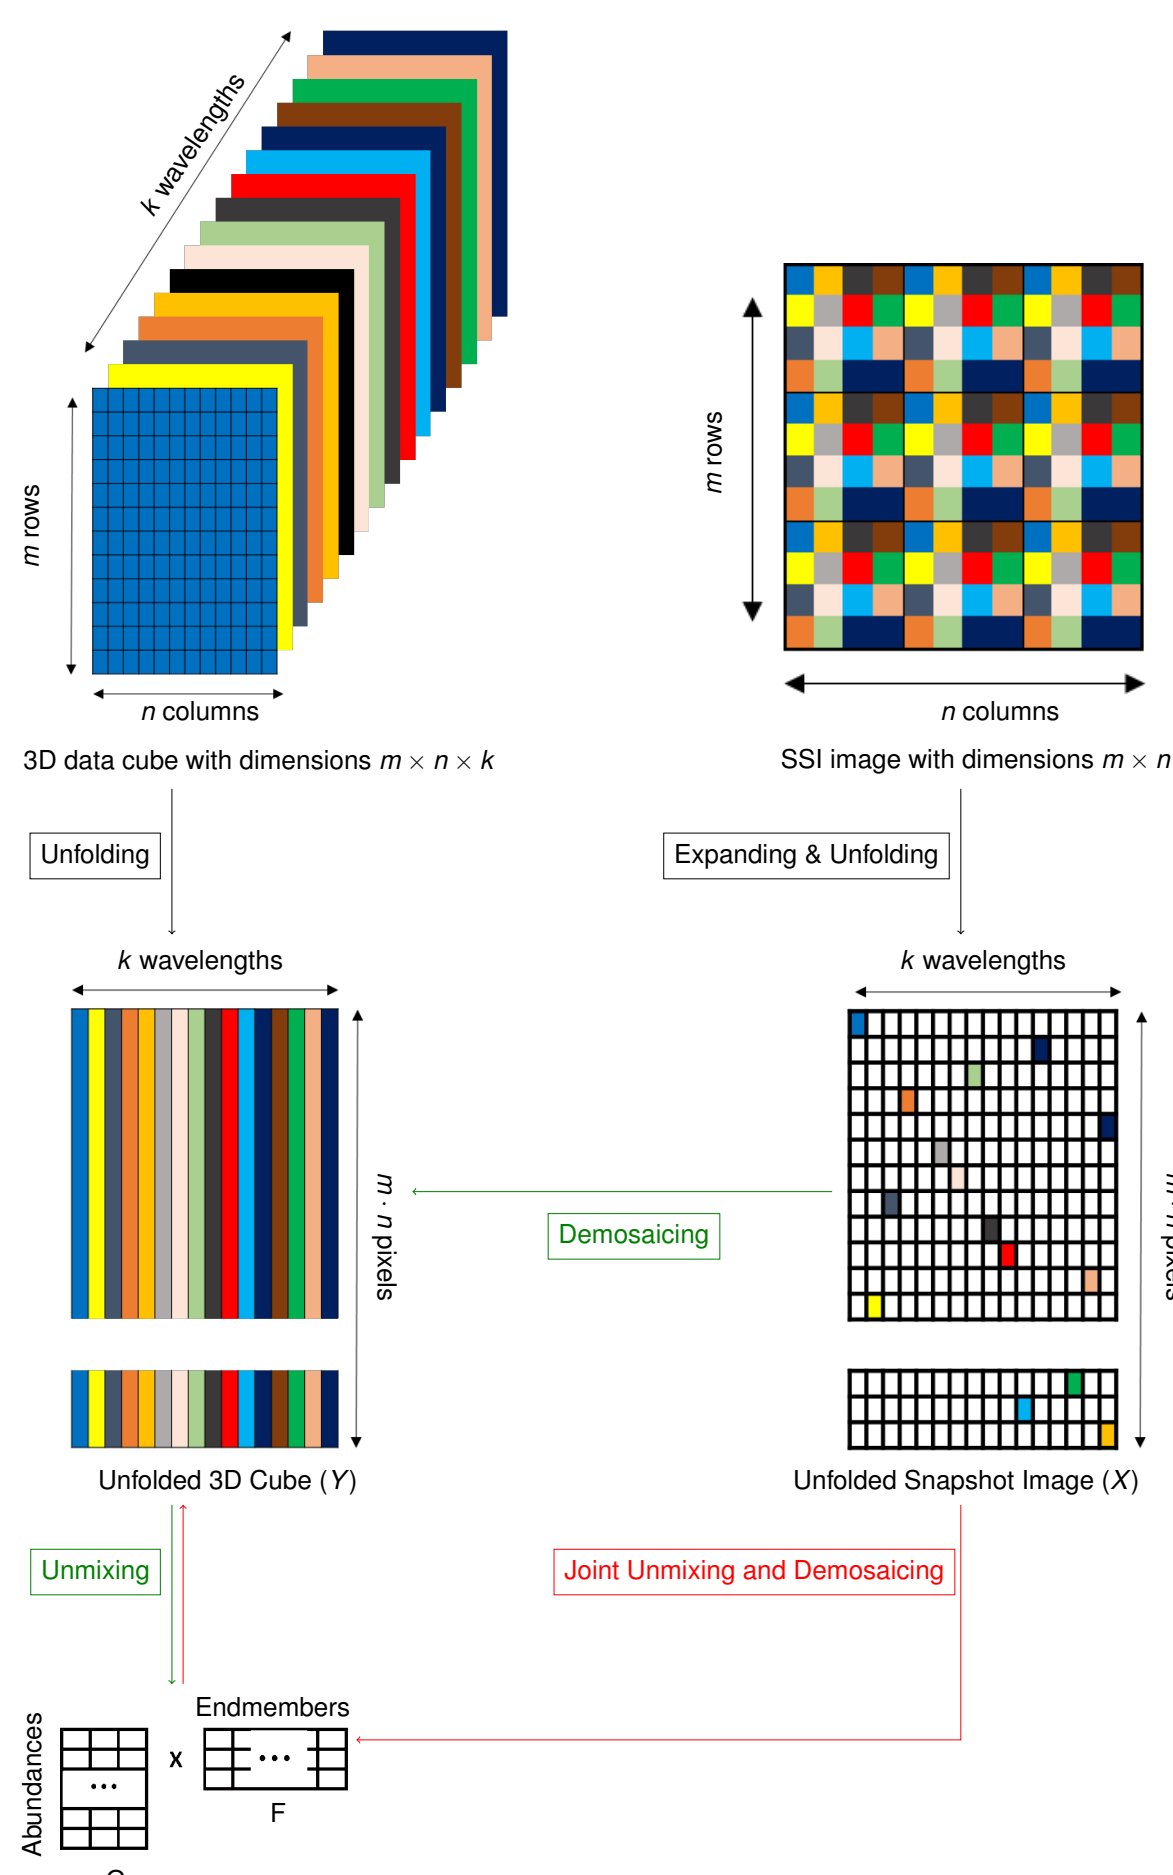 k wavelengths
m rows
n columns
3D data cube with dimensions m × n × k
m rows
n columns
SSI image with dimensions m × n
Unfolding
Expanding & Unfolding
k wavelengths
k wavelengths
m · n pixels
Demosaicing
Unfolded 3D Cube (Y)
Unfolded Snapshot Image (X)
Unmixing
Joint Unmixing and Demosaicing
Endmembers
Abundances
...
x
...
F